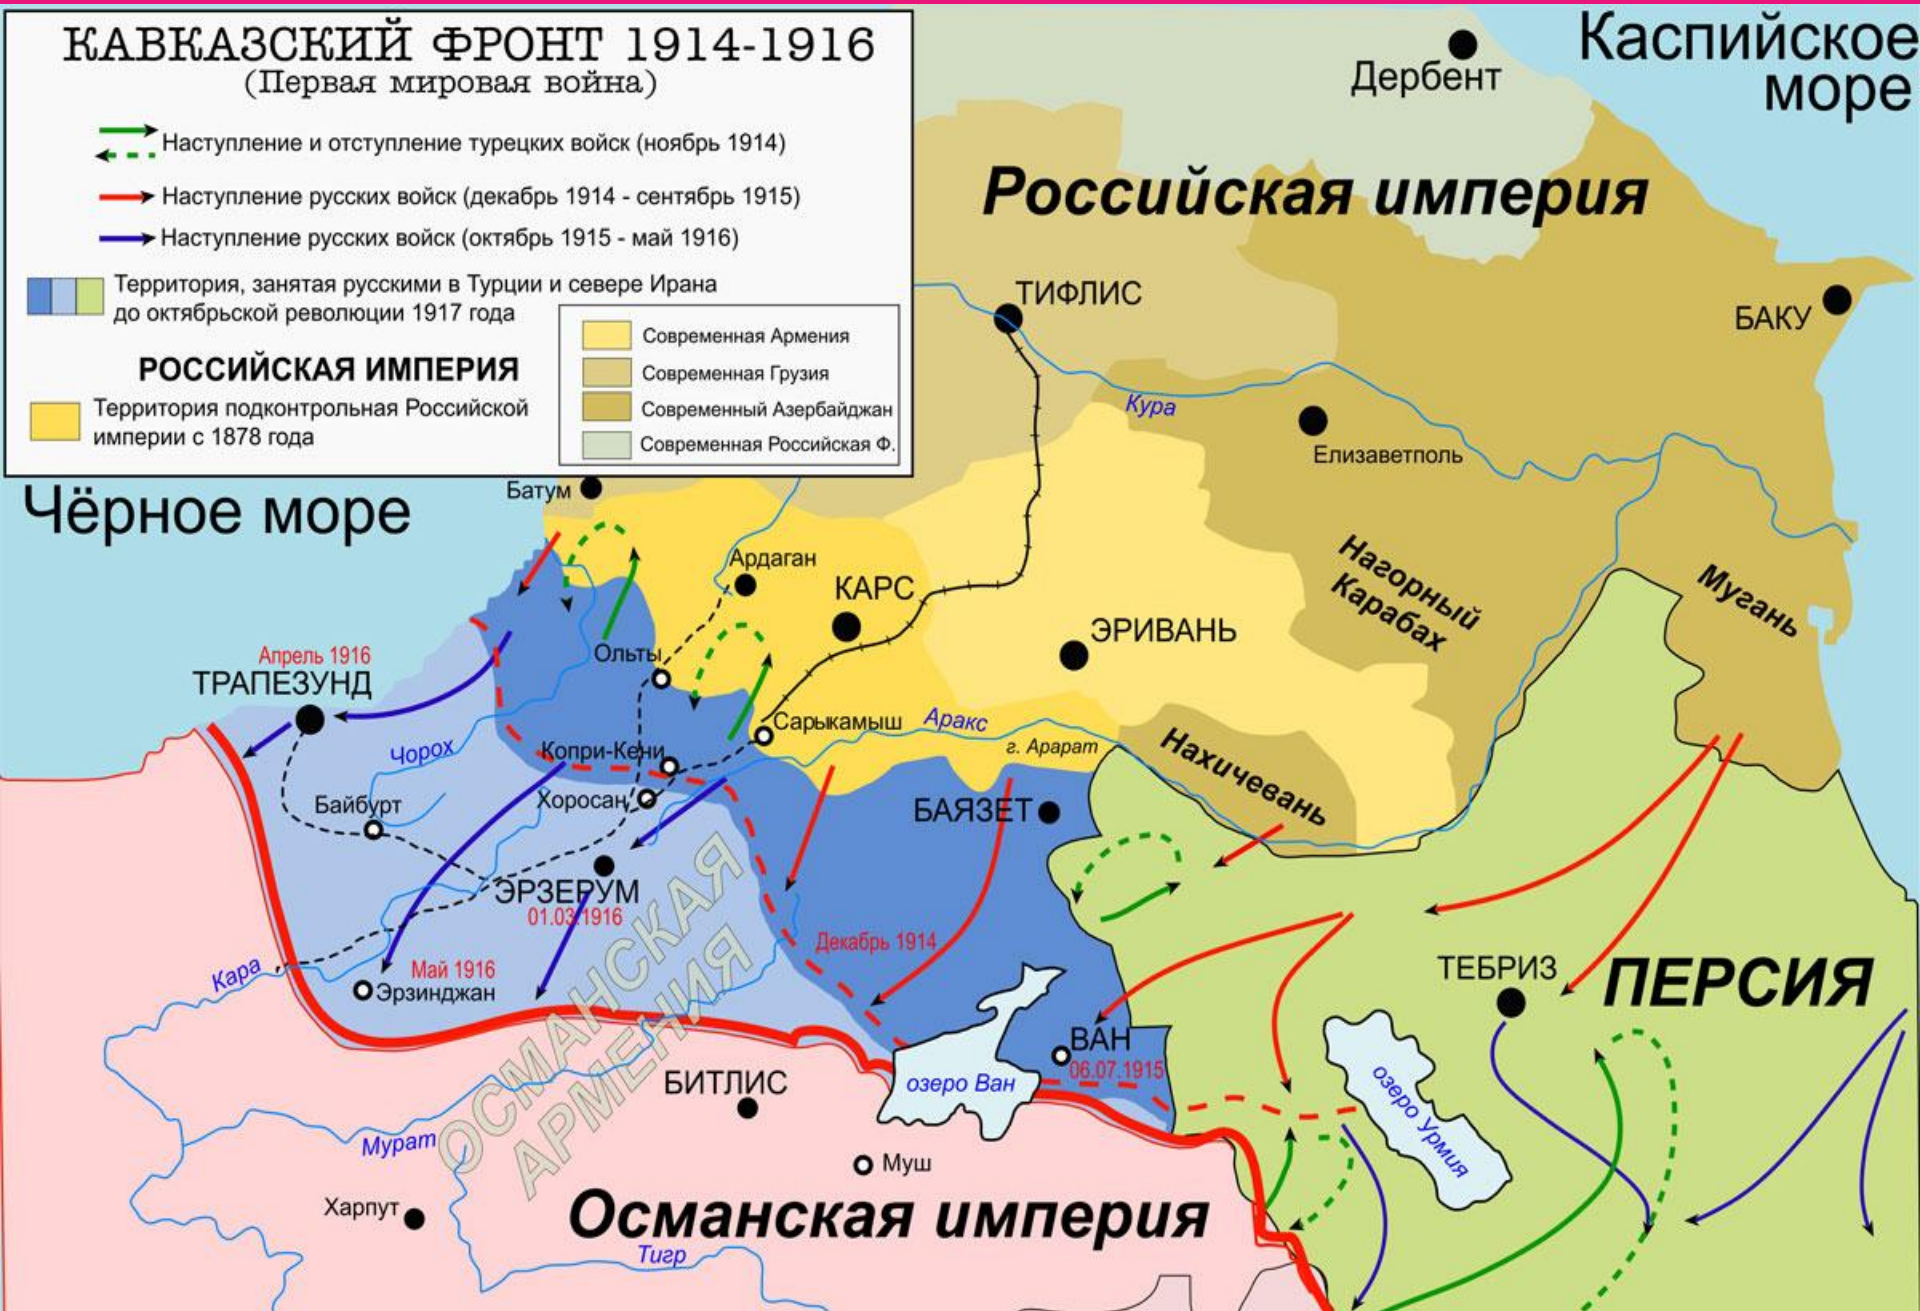 КАВКАЗСКИЙ ФРОНТ 1914-1916
(Первая мировая война)
Наступление и отступление турецких войск (ноябрь 1914)
Наступление русских войск (декабрь 1914 - сентябрь 1915)
Наступление русских войск (октябрь 1915 - май 1916)
Территория, занятая русскими в Турции и севере Ирана
до октябрьской революции 1917 года
РОССИЙСКАЯ ИМПЕРИЯ
Территория подконтрольная Российской
империи с 1878 года
Современная Армения
Современная Грузия
Современный Азербайджан
Современная Российская Ф.
Каспийское
море
Дербент
Российская империя
ТИФЛИС
БАКУ
Кура
Елизаветполь
Чёрное море
Батум
Ардаган
КАРС
Нагорный
Карабах
Мугань
ЭРИВАНЬ
Ольты
Апрель 1916
ТРАПЕЗУНД
Сарыкамыш
Аракс
г. Арарат
Нахичевань
Чорох
Копри-Кени
Хоросан
Байбурт
БАЯЗЕТ
ЭРЗЕРУМ
01.03.1916
ОСМАНСКАЯ
АРМЕНИЯ
Декабрь 1914
Кара
Май 1916
Эрзинджан
ТЕБРИЗ
ПЕРСИЯ
ВАН
06.07.1915
озеро Ван
озеро Урмия
БИТЛИС
Мурат
Муш
Харпут
Османская империя
Тигр